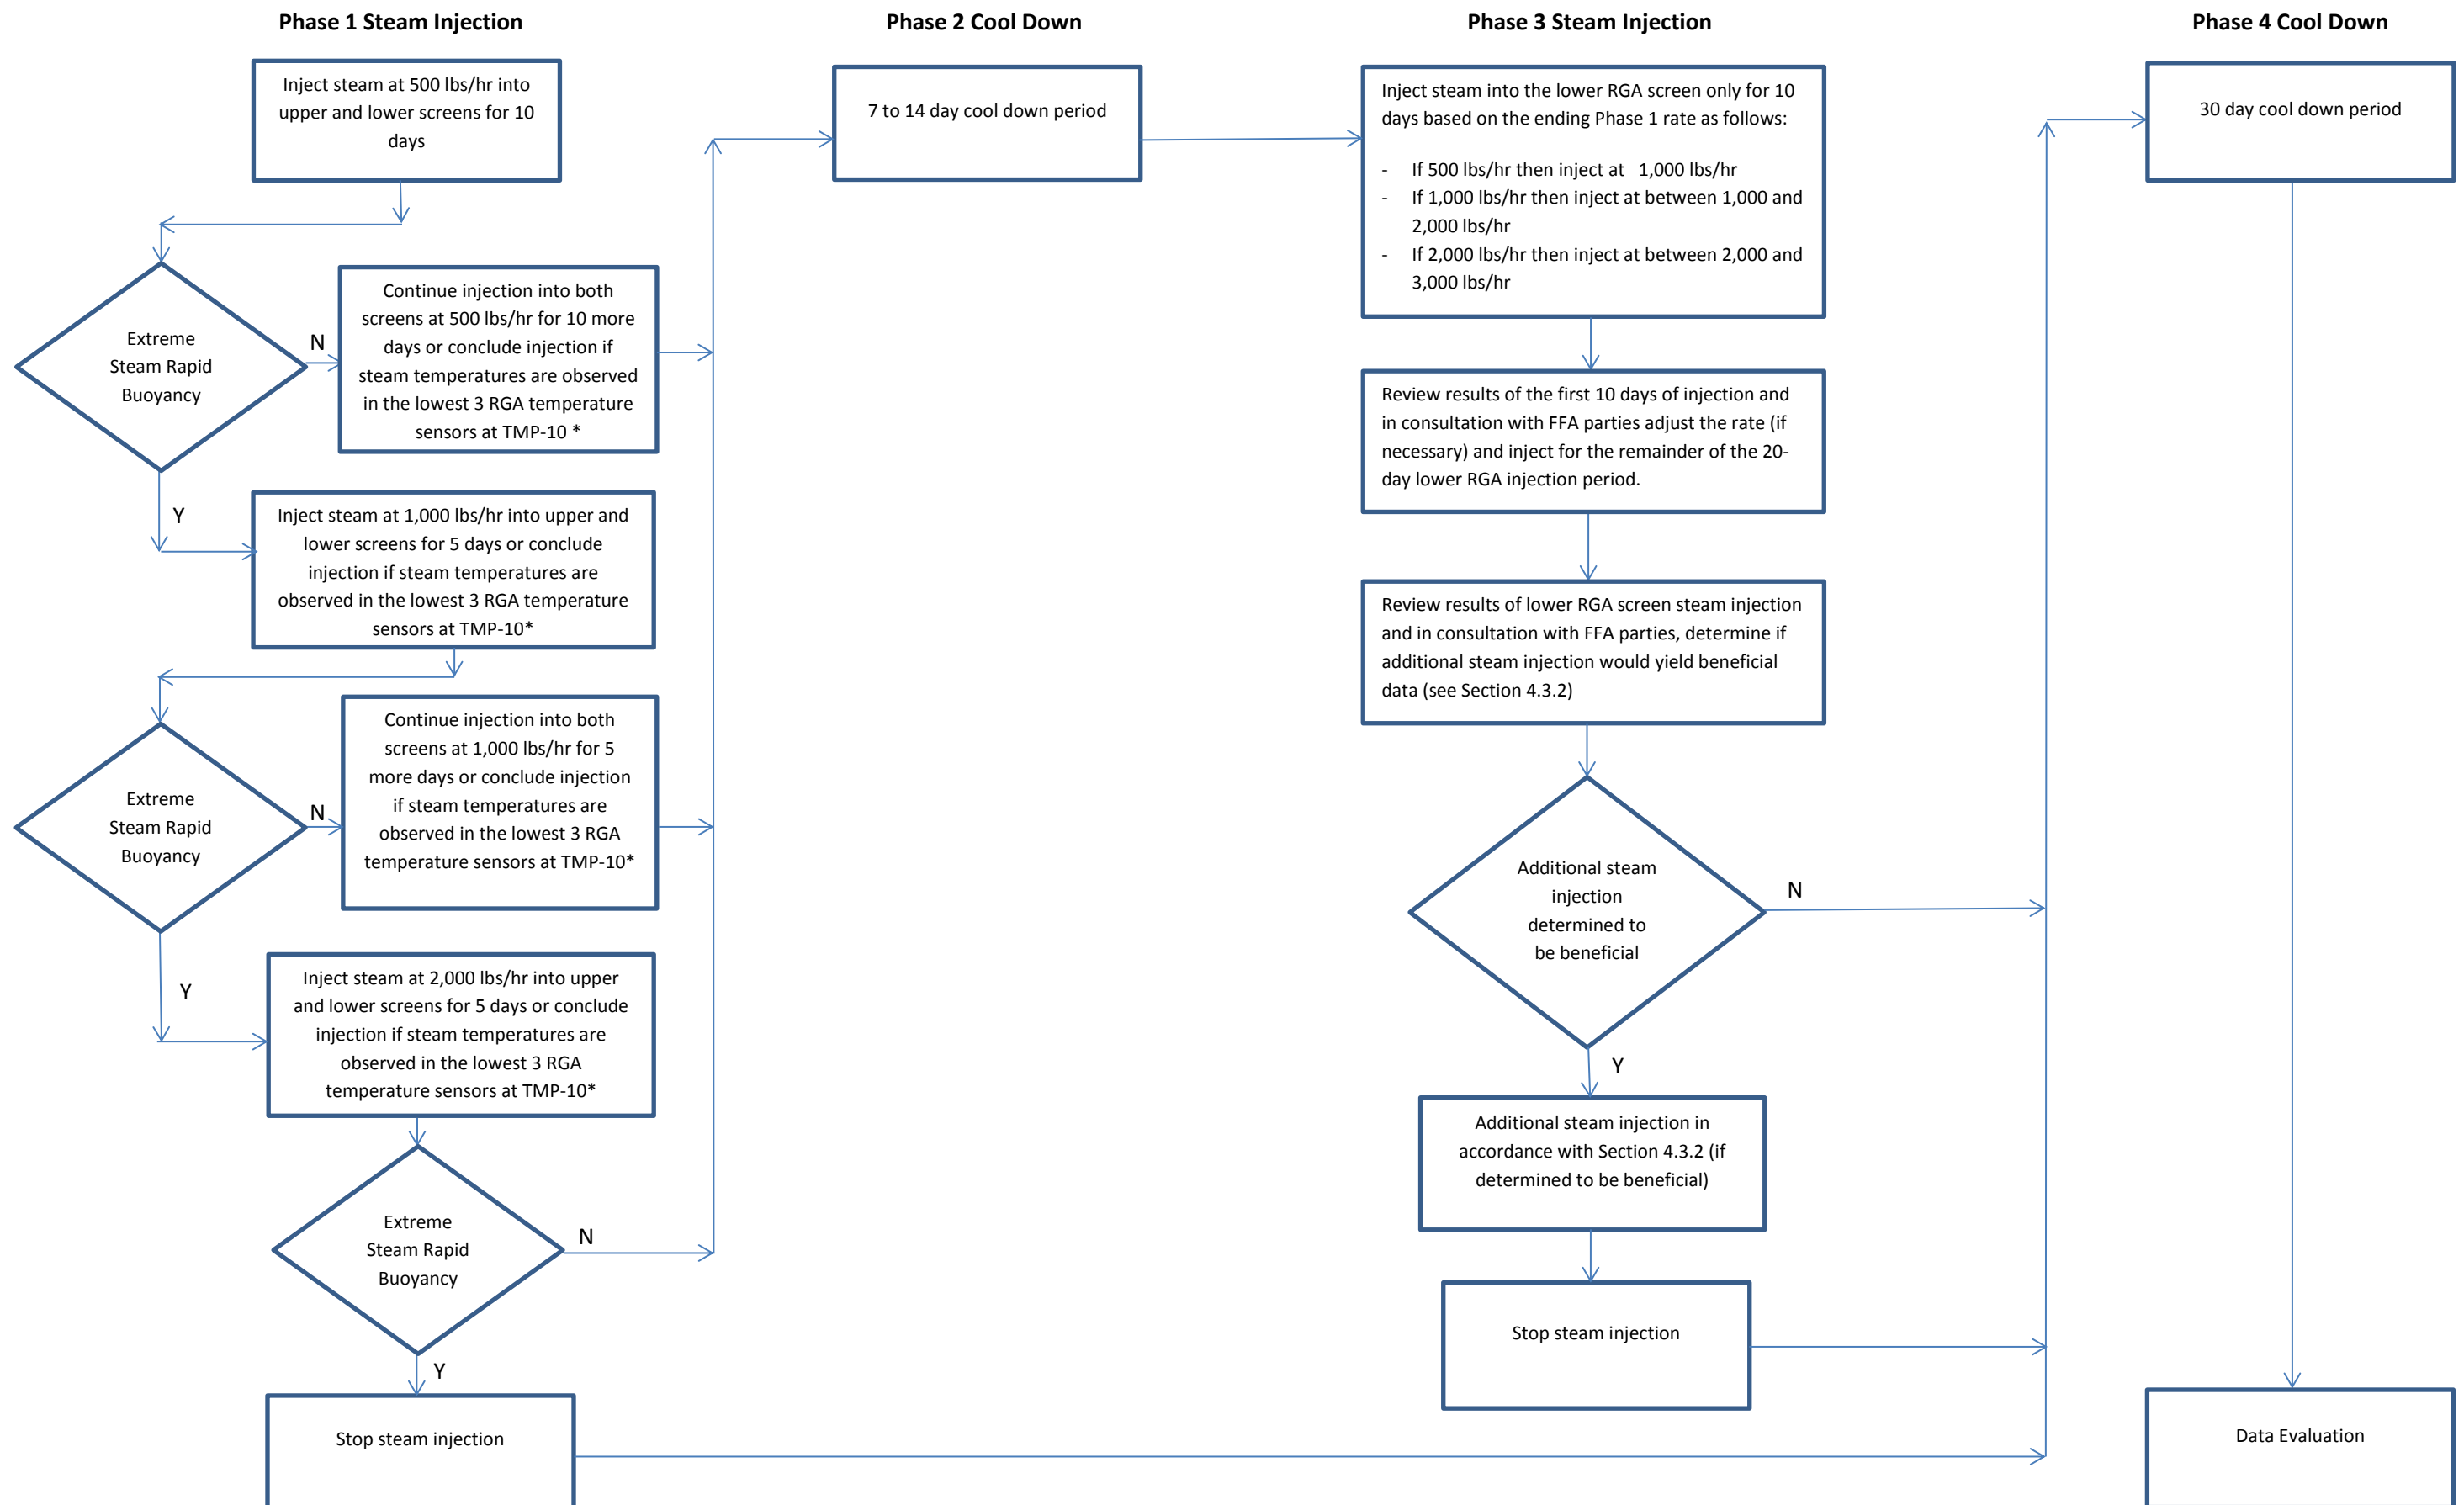 Phase 1 Steam Injection
Inject steam at 500 lbs/hr into
upper and lower screens for 10
days
Extreme
Steam Rapid
Buoyancy
N
Continue injection into both
screens at 500 lbs/hr for 10 more
days or conclude injection if
steam temperatures are observed
in the lowest 3 RGA temperature
sensors at TMP-10 *
Y
Inject steam at 1,000 lbs/hr into upper and
lower screens for 5 days or conclude
injection if steam temperatures are
observed in the lowest 3 RGA temperature
sensors at TMP-10*
Extreme
Steam Rapid
Buoyancy
N
Continue injection into both
screens at 1,000 lbs/hr for 5
more days or conclude injection
if steam temperatures are
observed in the lowest 3 RGA
temperature sensors at TMP-10*
Y
Inject steam at 2,000 lbs/hr into upper
and lower screens for 5 days or conclude
injection if steam temperatures are
observed in the lowest 3 RGA
temperature sensors at TMP-10*
Extreme
Steam Rapid
Buoyancy
N
Y
Stop steam injection
Phase 2 Cool Down
7 to 14 day cool down period
Phase 3 Steam Injection
Inject steam into the lower RGA screen only for 10
days based on the ending Phase 1 rate as follows:
- If 500 lbs/hr then inject at 1,000 lbs/hr
- If 1,000 lbs/hr then inject at between 1,000 and
2,000 lbs/hr
- If 2,000 lbs/hr then inject at between 2,000 and
3,000 lbs/hr
Review results of the first 10 days of injection and
in consultation with FFA parties adjust the rate (if
necessary) and inject for the remainder of the 20-
day lower RGA injection period.
Review results of lower RGA screen steam injection
and in consultation with FFA parties, determine if
additional steam injection would yield beneficial
data (see Section 4.3.2)
Additional steam
injection
determined to
be beneficial
N
Y
Additional steam injection in
accordance with Section 4.3.2 (if
determined to be beneficial)
Stop steam injection
Phase 4 Cool Down
30 day cool down period
Data Evaluation